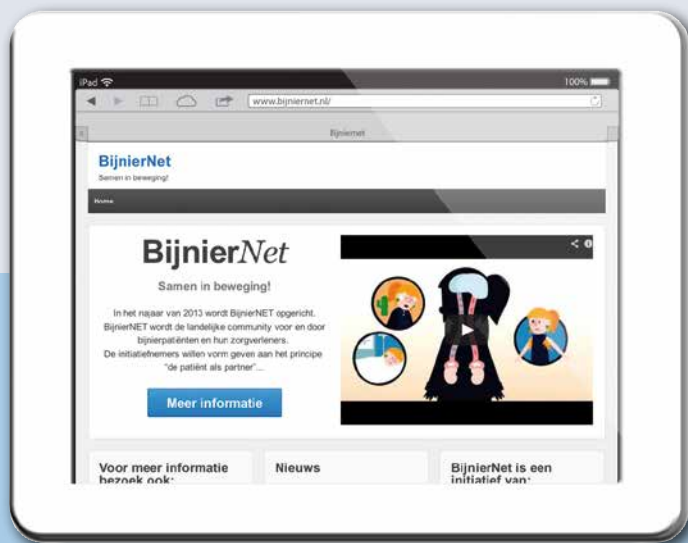 iPad
100%
www.bijniernet.nl/
Bijniernet
BijnierNet
Samen in beweging!
Home
BijnierNet
Samen in beweging!
In het najaar van 2013 wordt BijnierNET opgericht.
BijnierNET wordt de landelijke community voor en door
bijnierpatiënten en hun zorgverleners.
De initiatiefnemers willen vorm geven aan het principe
"de patiënt als partner"...
Meer informatie
Voor meer informatie
bezoek ook:
Nieuws
BijnierNet is een
initiatief van: